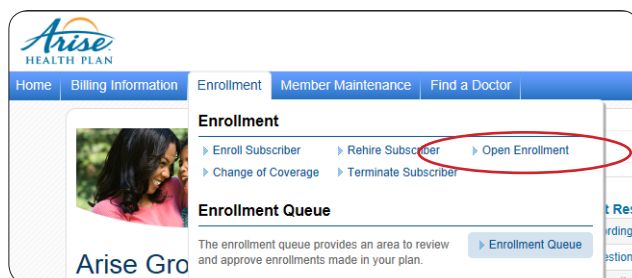 Arise
HEALTH PLAN
Home Billing Information Enrollment Member Maintenance Find a Doctor
Enrollment
Enroll Subscriber Rehire Subscriber Open Enrollment
Change of Coverage Terminate Subscriber
Enrollment Queue
The enrollment queue provides an area to review
and approve enrollments made in your plan.
Enrollment Queue
Arise Gro